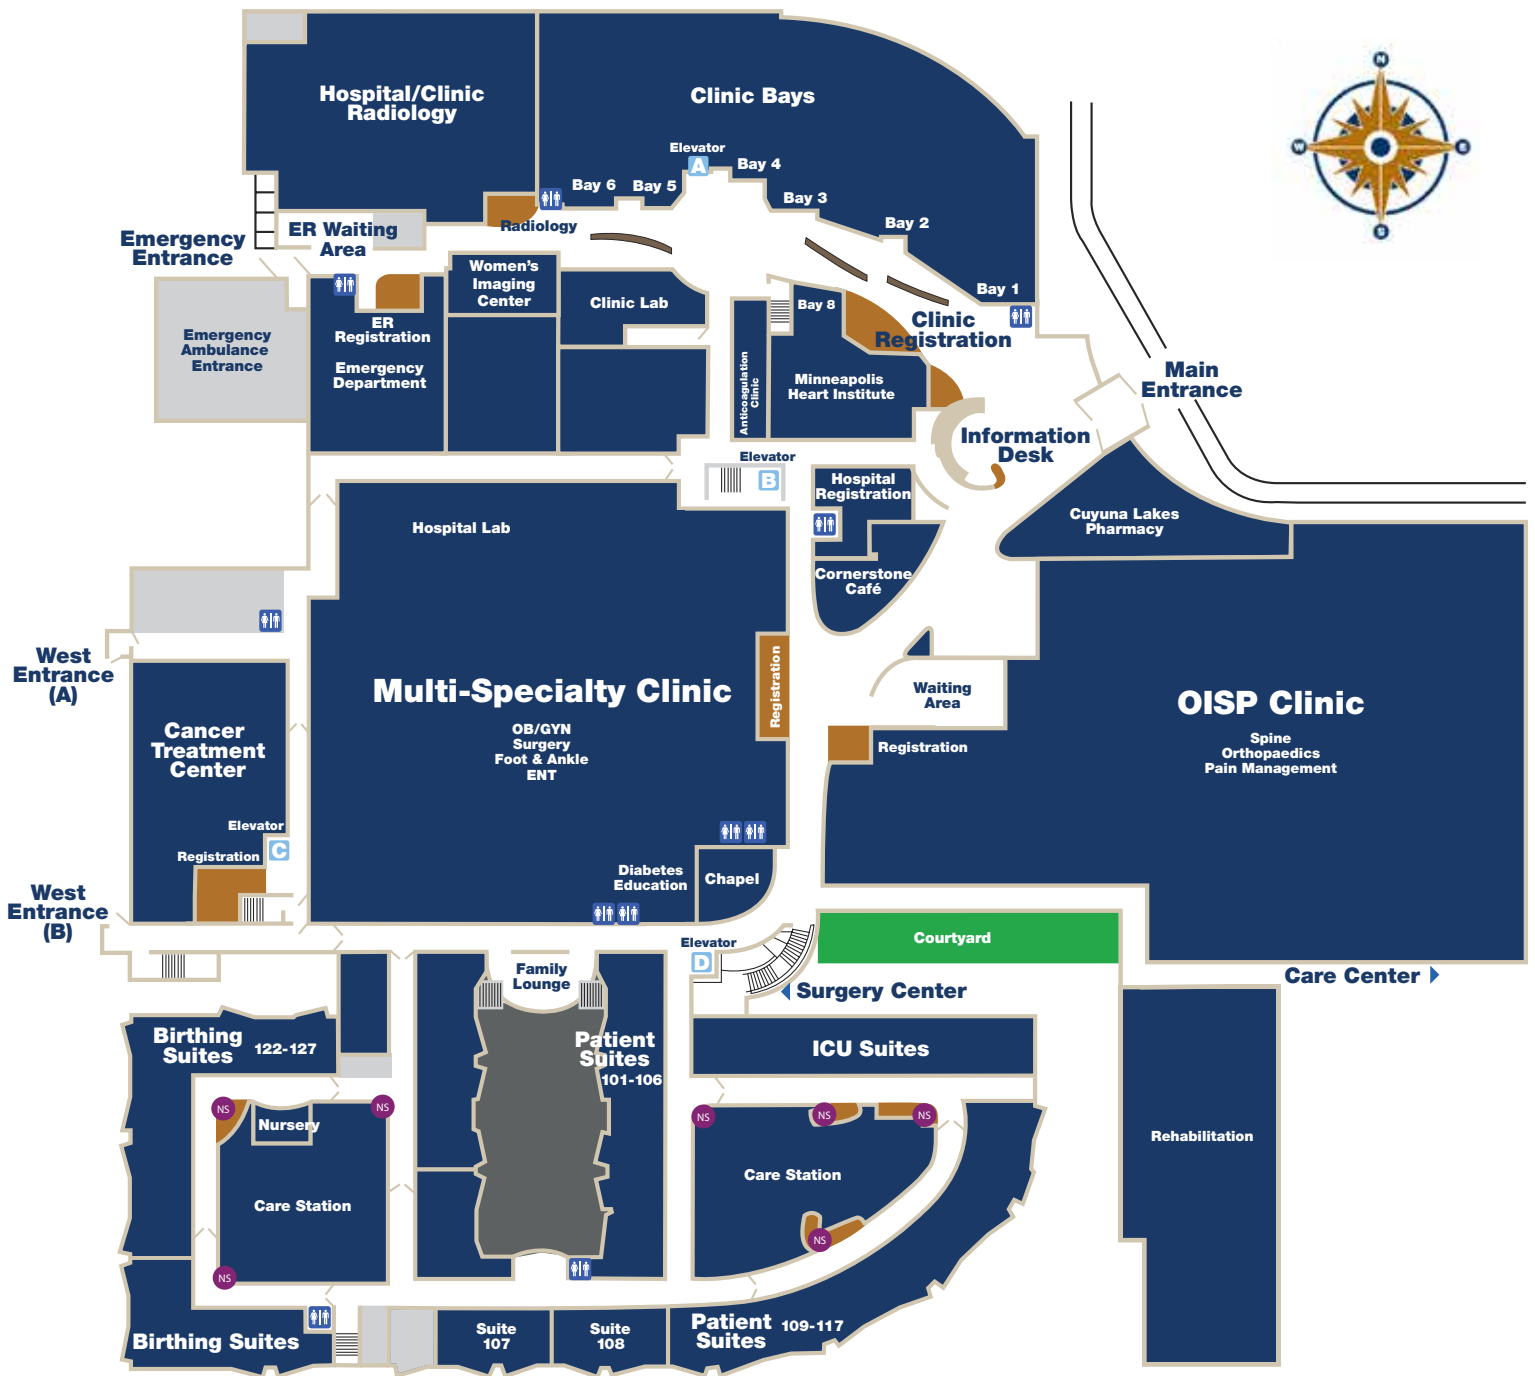 Hospital/Clinic
Radiology
Clinic Bays
N
W
E
S
Elevator
A
Bay 4
Bay 6
Bay 5
Bay 3
Bay 2
Bay 1
Radiology
ER Waiting
Area
Emergency
Entrance
Women's
Imaging
Center
Clinic Lab
Bay 8
Clinic
Registration
Emergency
Ambulance
Entrance
ER
Registration
Emergency
Department
Anticoagulation
Clinic
Minneapolis
Heart Institute
Main
Entrance
Information
Desk
Elevator
B
Hospital
Registration
Cuyuna Lakes
Pharmacy
Hospital Lab
Cornerstone
Café
West
Entrance
(A)
Multi-Specialty Clinic
OB/GYN
Surgery
Foot & Ankle
ENT
Registration
Waiting
Area
Registration
OISP Clinic
Spine
Orthopaedics
Pain Management
Cancer
Treatment
Center
Elevator
C
Registration
Diabetes
Education
Chapel
West
Entrance
(B)
Elevator
D
Courtyard
Family
Lounge
Surgery Center
Care Center
Birthing
Suites
122-127
Patient
Suites
101-106
ICU Suites
NS
NS
Nursery
NS
NS
NS
Rehabilitation
Care Station
Care Station
NS
NS
Birthing Suites
Suite
107
Suite
108
Patient
Suites
109-117